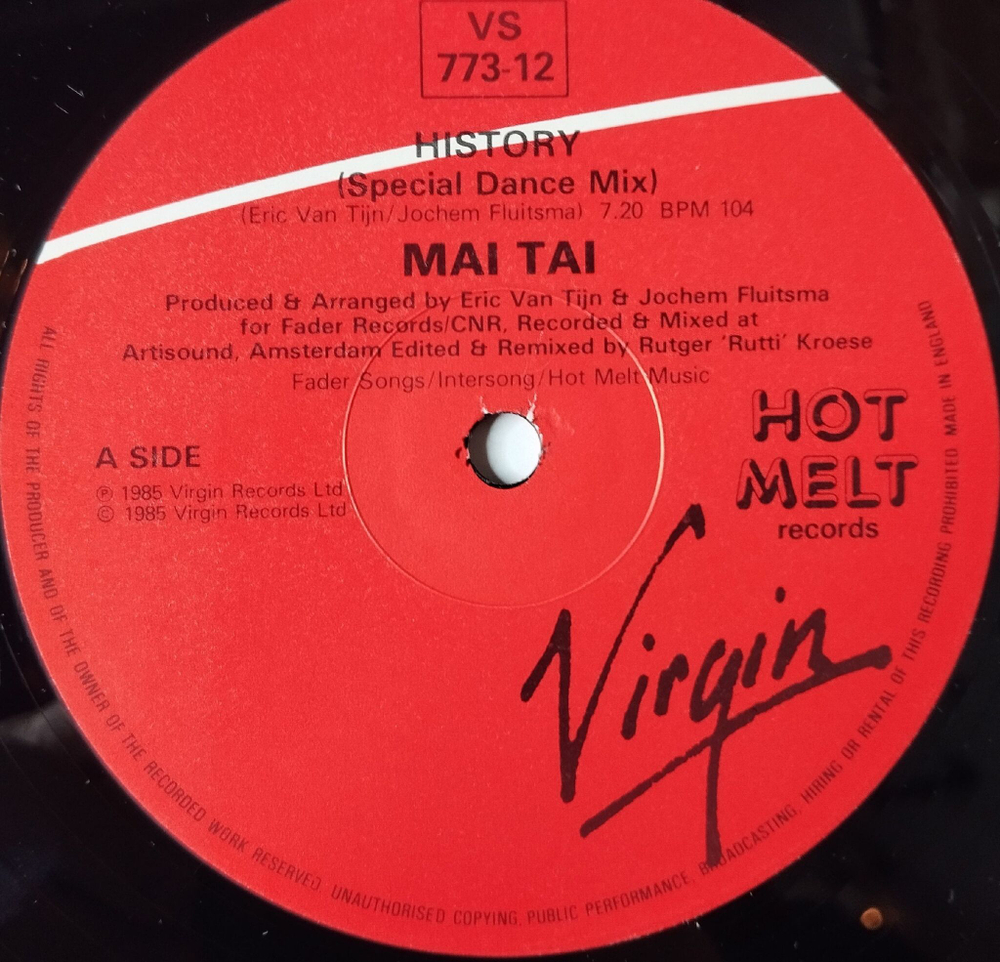 VS
773-12
HISTORY
(Special Dance Mix)
(Eric Van Tijn/Jochem Fluitsma) 7.20 BPM 104
MAI TAI
Produced & Arranged by Eric Van Tijn & Jochem Fluitsma
for Fader Records/CNR, Recorded & Mixed at
Artisound, Amsterdam Edited & Remixed by Rutger 'Rutti' Kroese
Fader Songs/Intersong/Hot Melt Music
HOT
MELT
records
A SIDE
℗ 1985 Virgin Records Ltd
© 1985 Virgin Records Ltd
Virgin
ALL RIGHTS OF THE PRODUCER AND OF THE OWNER OF THE RECORDED WORK RESERVED. UNAUTHORISED COPYING, PUBLIC PERFORMANCE, BROADCASTING, HIRING OR RENTAL OF THIS RECORDING PROHIBITED MADE IN ENGLAND